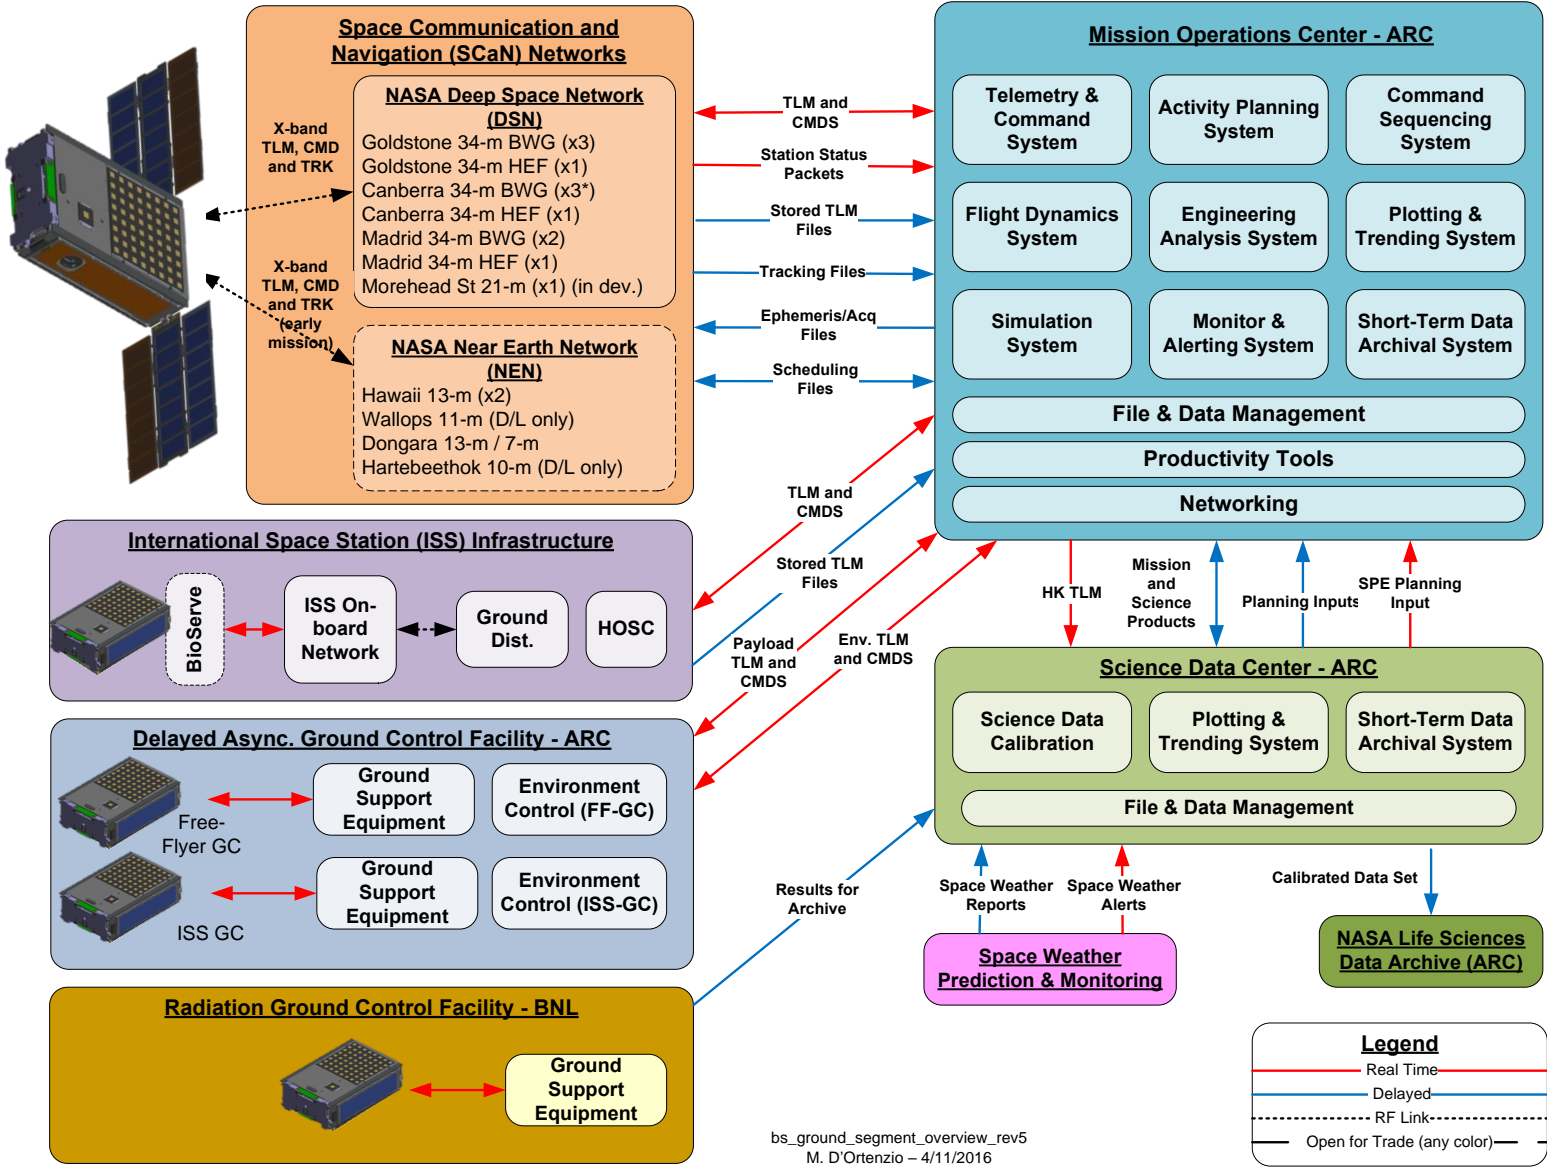 Space Communication and
Navigation (SCaN) Networks
NASA Deep Space Network
(DSN)
Goldstone 34-m BWG (x3)
Goldstone 34-m HEF (x1)
Canberra 34-m BWG (x3*)
Canberra 34-m HEF (x1)
Madrid 34-m BWG (x2)
Madrid 34-m HEF (x1)
Morehead St 21-m (x1) (in dev.)
X-band
TLM, CMD
and TRK
X-band
TLM, CMD
and TRK
(early
mission)
NASA Near Earth Network
(NEN)
Hawaii 13-m (x2)
Wallops 11-m (D/L only)
Dongara 13-m / 7-m
Hartebeethok 10-m (D/L only)
TLM and
CMDS
Station Status
Packets
Stored TLM
Files
Tracking Files
Ephemeris/Acq
Files
Scheduling
Files
Mission Operations Center - ARC
Telemetry &
Command
System
Activity Planning
System
Command
Sequencing
System
Flight Dynamics
System
Engineering
Analysis System
Plotting &
Trending System
Simulation
System
Monitor &
Alerting System
Short-Term Data
Archival System
File & Data Management
Productivity Tools
Networking
International Space Station (ISS) Infrastructure
BioServe
ISS On-
board
Network
Ground
Dist.
HOSC
TLM and
CMDS
Stored TLM
Files
Payload
TLM and
CMDS
Env. TLM
and CMDS
HK TLM
Mission
and
Science
Products
Planning Inputs
SPE Planning
Input
Delayed Async. Ground Control Facility - ARC
Free-
Flyer GC
Ground
Support
Equipment
Environment
Control (FF-GC)
ISS GC
Ground
Support
Equipment
Environment
Control (ISS-GC)
Science Data Center - ARC
Science Data
Calibration
Plotting &
Trending System
Short-Term Data
Archival System
File & Data Management
Results for
Archive
Space Weather
Reports
Space Weather
Alerts
Calibrated Data Set
Space Weather
Prediction & Monitoring
NASA Life Sciences
Data Archive (ARC)
Radiation Ground Control Facility - BNL
Ground
Support
Equipment
Legend
Real Time
Delayed
RF Link
Open for Trade (any color)
bs_ground_segment_overview_rev5
M. D'Ortenzio – 4/11/2016